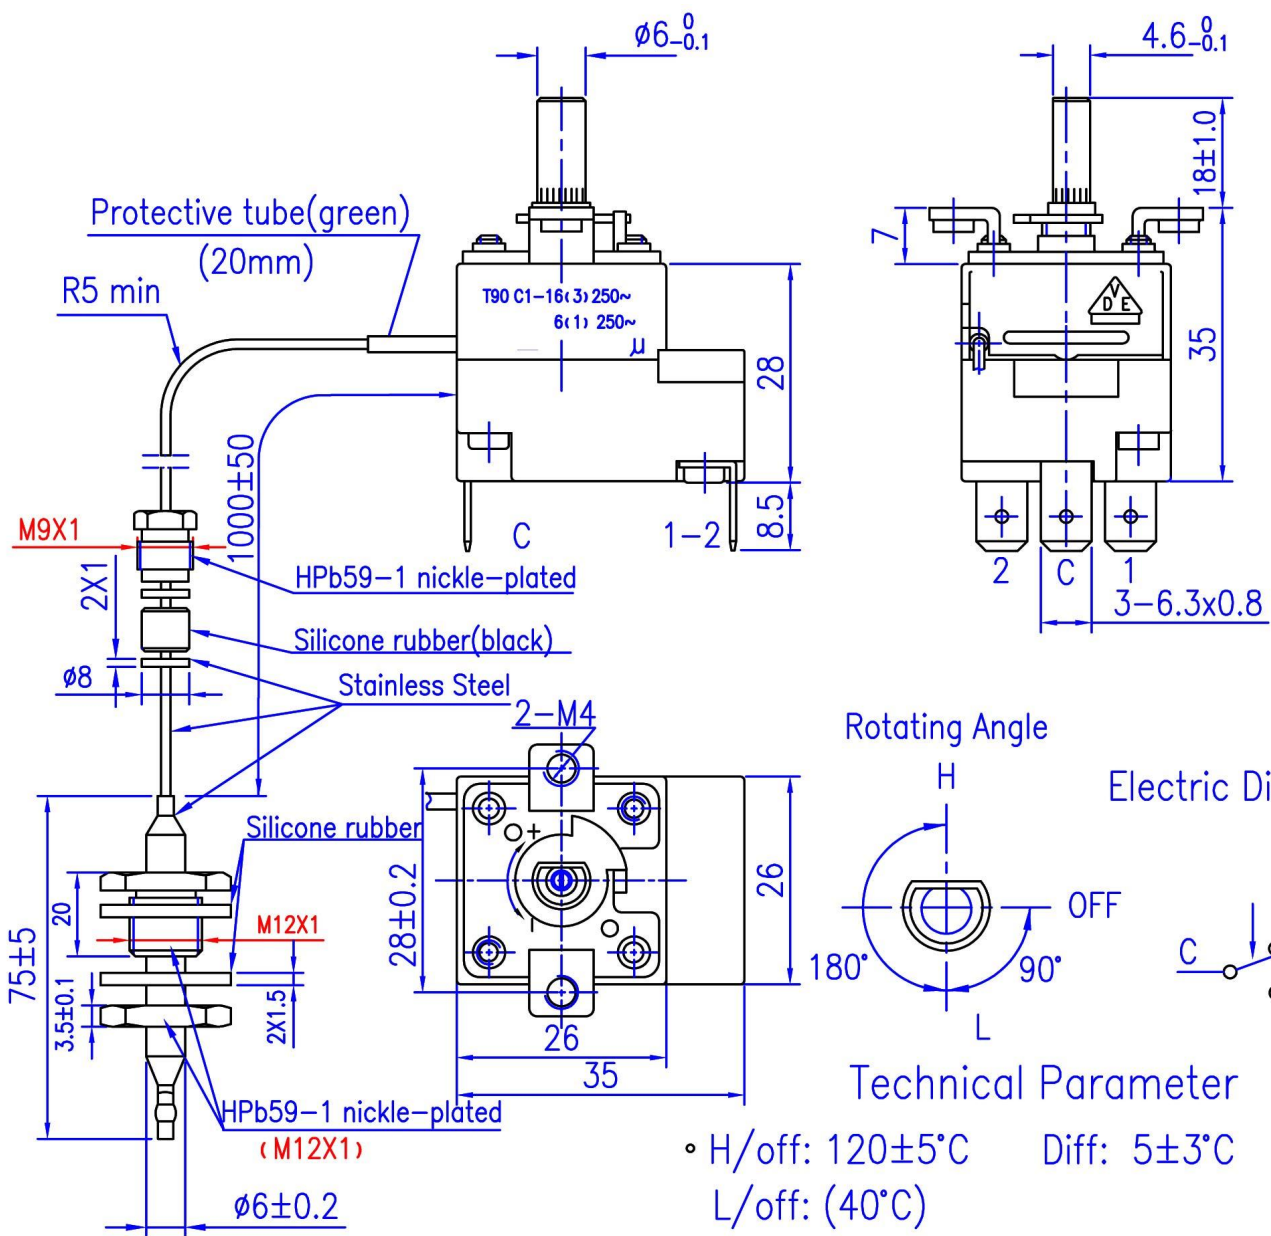 ø6 0 -0.1
4.6 0 -0.1
18±1.0
Protective tube(green)
(20mm)
R5 min
7
T90 C1-16(3)250~
6(1) 250~
μ
V
D E
28
35
1000±50
8.5
C
1-2
2
C
1
3-6.3x0.8
M9X1
HPb59-1 nickle-plated
2X1
Silicone rubber(black)
ø8
Stainless Steel
2-M4
Rotating Angle
H
Electric Di
Silicone rubber
+
−
20
M12X1
75±5
3.5±0.1
2X1.5
28±0.2
26
OFF
180°
90°
L
C
26
35
HPb59-1 nickle-plated
(M12X1)
ø6±0.2
Technical Parameter
H/off: 120±5°C Diff: 5±3°C
L/off: (40°C)